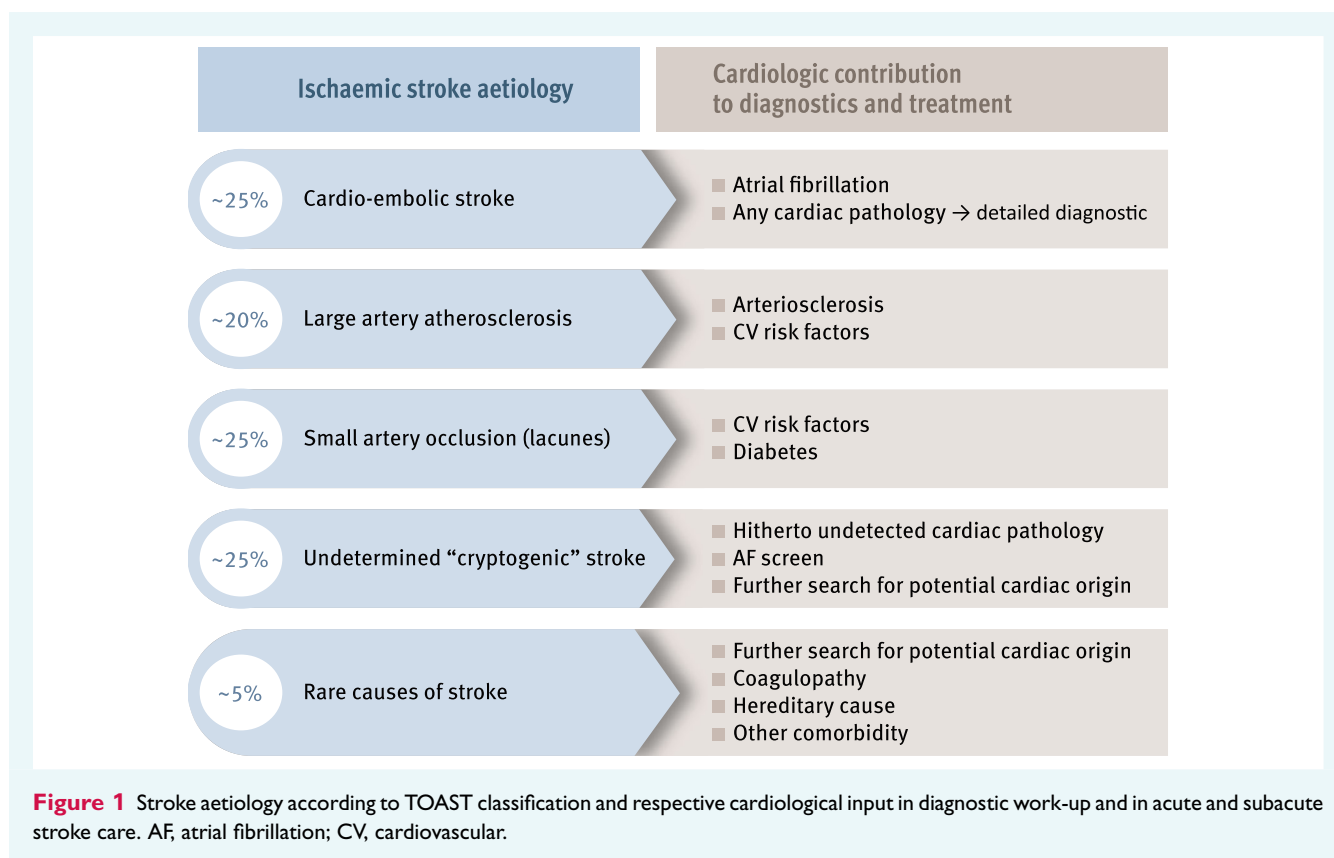 Ischaemic stroke aetiology
Cardiologic contribution
to diagnostics and treatment
~25%
Cardio-embolic stroke
Atrial fibrillation
Any cardiac pathology → detailed diagnostic
~20%
Large artery atherosclerosis
Arteriosclerosis
CV risk factors
~25%
Small artery occlusion (lacunes)
CV risk factors
Diabetes
~25%
Undetermined “cryptogenic” stroke
Hitherto undetected cardiac pathology
AF screen
Further search for potential cardiac origin
~5%
Rare causes of stroke
Further search for potential cardiac origin
Coagulopathy
Hereditary cause
Other comorbidity
Figure 1 Stroke aetiology according to TOAST classification and respective cardiological input in diagnostic work-up and in acute and subacute
stroke care. AF, atrial fibrillation; CV, cardiovascular.